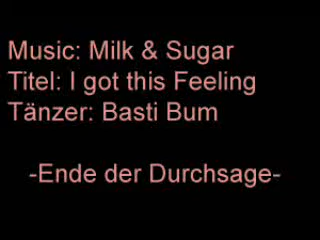 Music: Milk & Sugar
Titel: I got this Feeling
Tänzer: Basti Bum
-Ende der Durchsage-